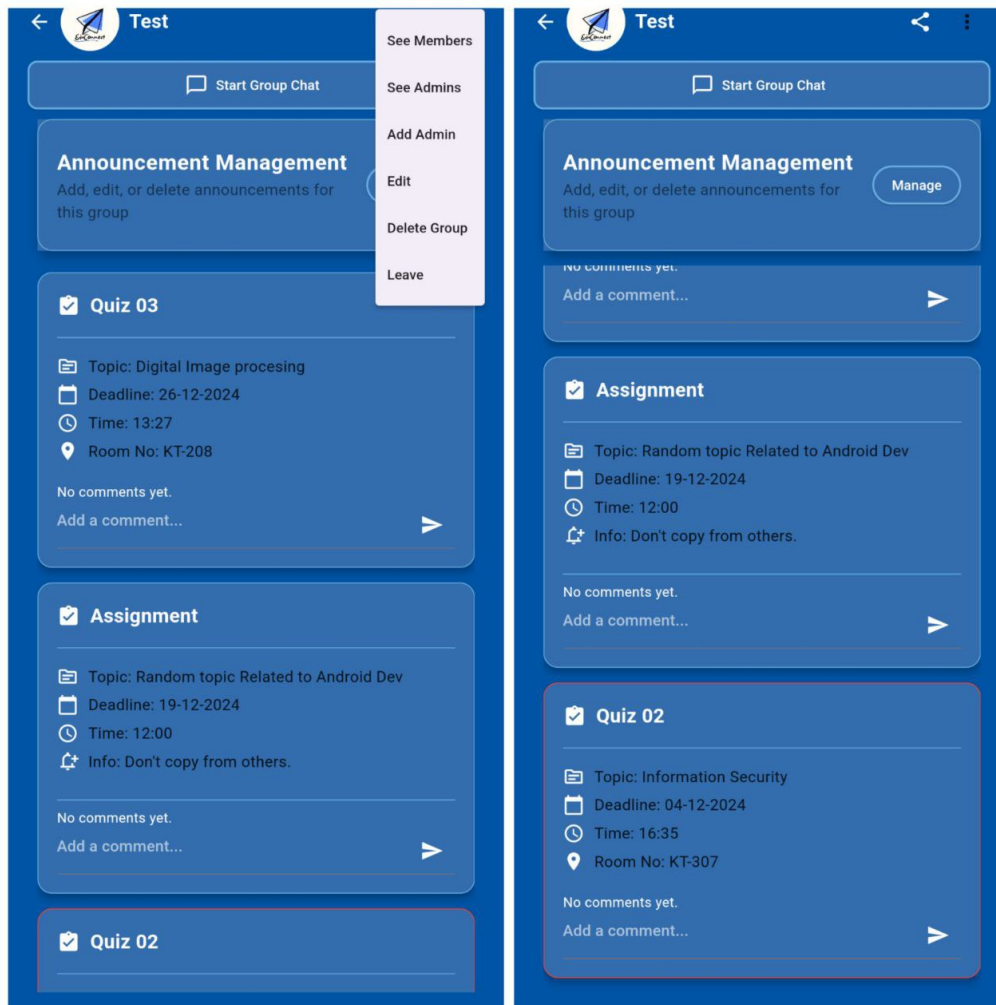 Test
See Members
See Admins
Add Admin
Edit
Delete Group
Leave
Start Group Chat
Announcement Management
Add, edit, or delete announcements for
this group
Quiz 03
Topic: Digital Image procesing
Deadline: 26-12-2024
Time: 13:27
Room No: KT-208
No comments yet.
Add a comment...
Assignment
Topic: Random topic Related to Android Dev
Deadline: 19-12-2024
Time: 12:00
Info: Don't copy from others.
No comments yet.
Add a comment...
Quiz 02
Test
Start Group Chat
Announcement Management
Add, edit, or delete announcements for
this group
Manage
No comments yet.
Add a comment...
Assignment
Topic: Random topic Related to Android Dev
Deadline: 19-12-2024
Time: 12:00
Info: Don't copy from others.
No comments yet.
Add a comment...
Quiz 02
Topic: Information Security
Deadline: 04-12-2024
Time: 16:35
Room No: KT-307
No comments yet.
Add a comment...